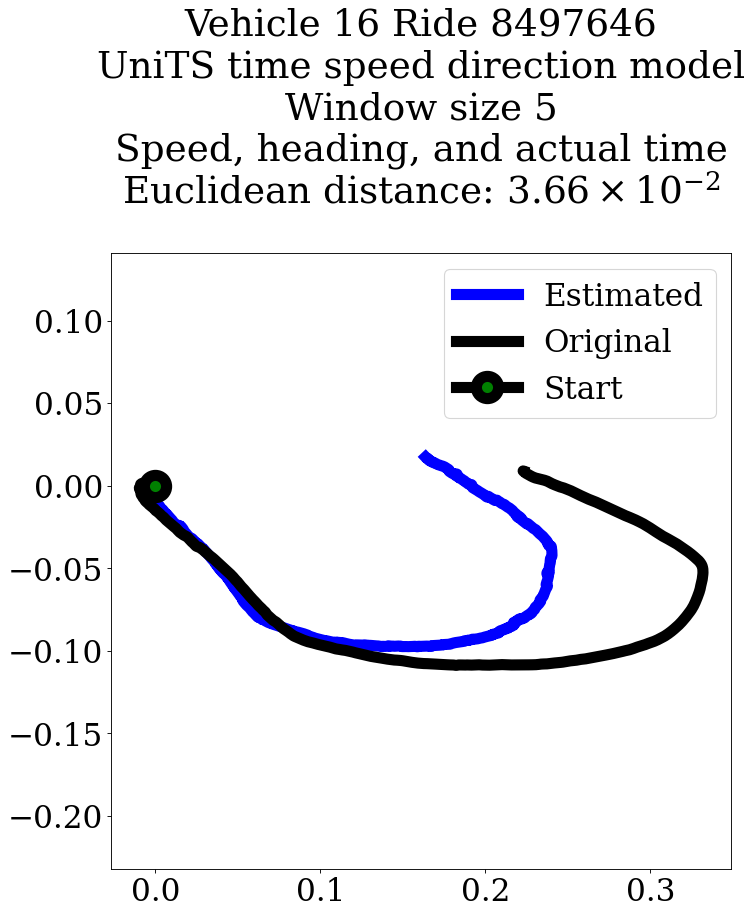 Vehicle 16 Ride 8497646
UniTS time speed direction model
Window size 5
Speed, heading, and actual time
Euclidean distance: 3.66 × 10⁻²
Estimated
Original
Start
0.10
0.05
0.00
−0.05
−0.10
−0.15
−0.20
0.0 0.1 0.2 0.3